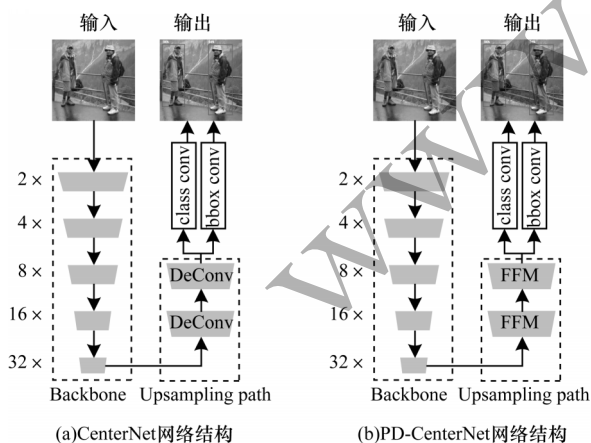 输入
输出
输入
输出
class conv
bbox conv
class conv
bbox conv
2×
4×
8×
16×
32×
DeConv
DeConv
2×
4×
8×
16×
32×
FFM
FFM
Backbone
Upsampling path
Backbone
Upsampling path
(a)CenterNet网络结构
(b)PD-CenterNet网络结构
WWW